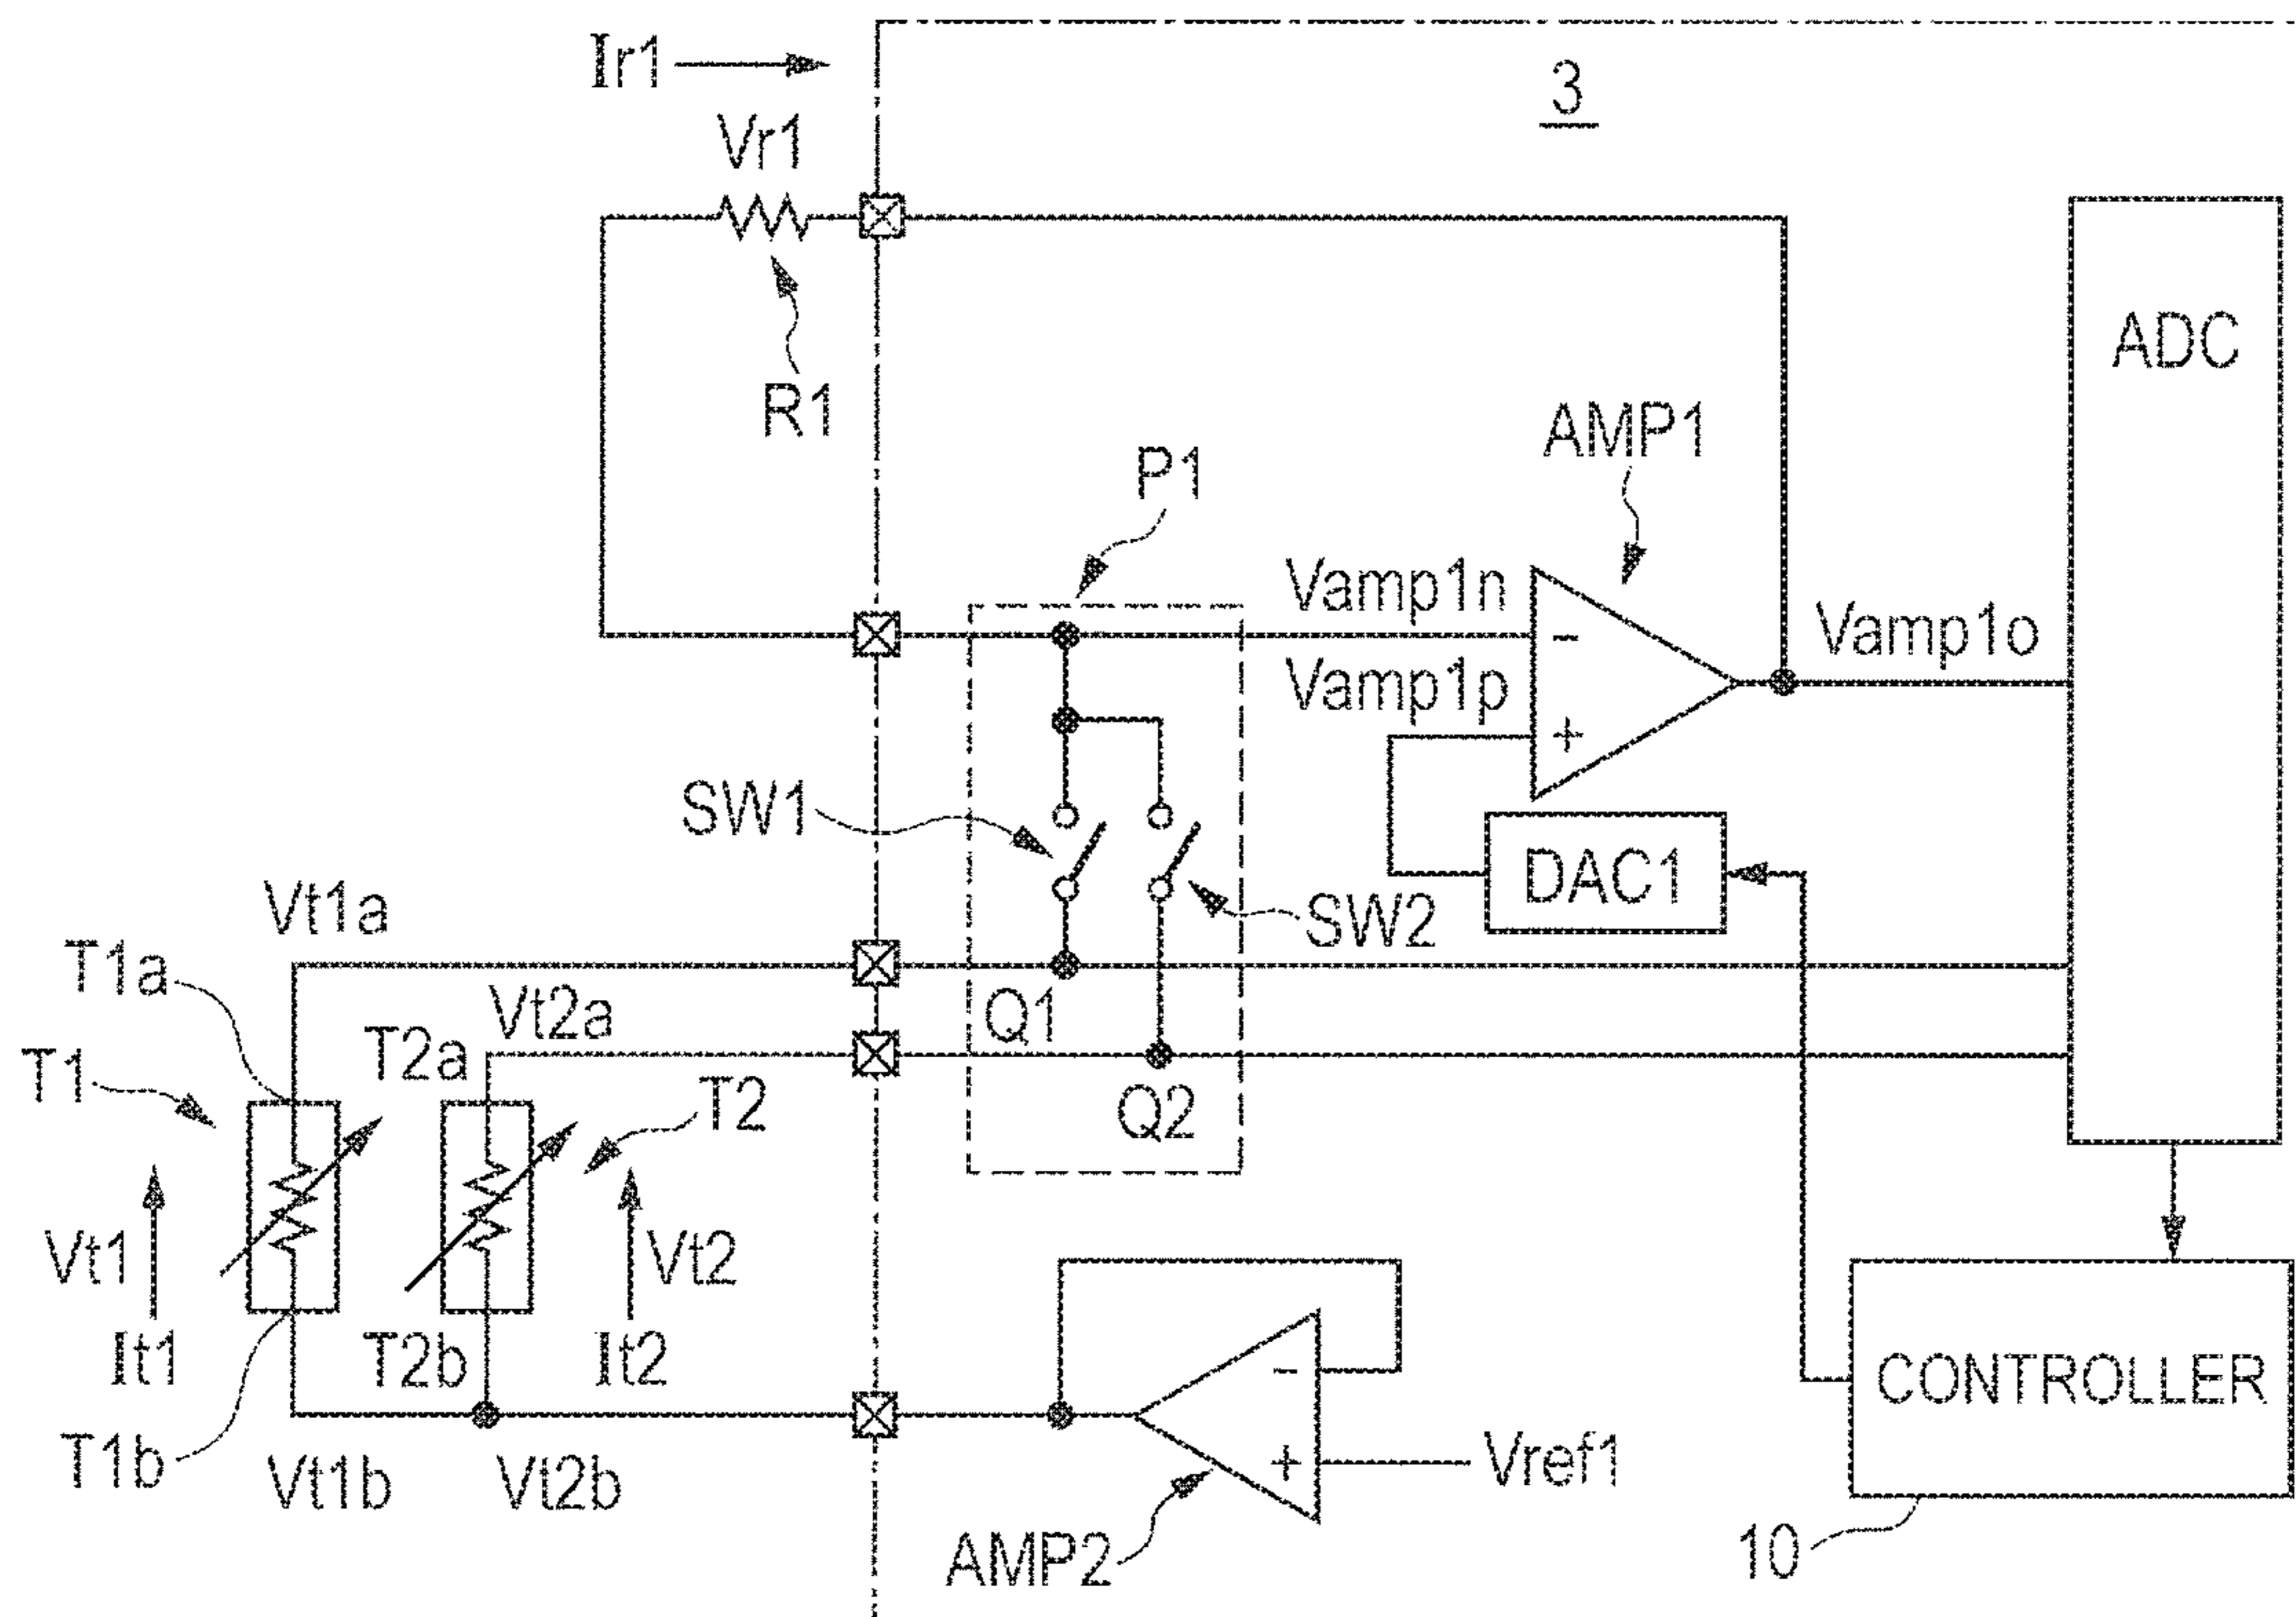 Ir1
3
Vr1
R1
ADC
AMP1
P1
Vamp1n
Vamp1o
Vamp1p
-
+
SW1
DAC1
SW2
Vt1a
T1a
Vt2a
Q1
T2a
T1
T2
Q2
Vt1
Vt2
It1
T2b
It2
-
+
CONTROLLER
T1b
Vt1b
Vt2b
Vref1
AMP2
10